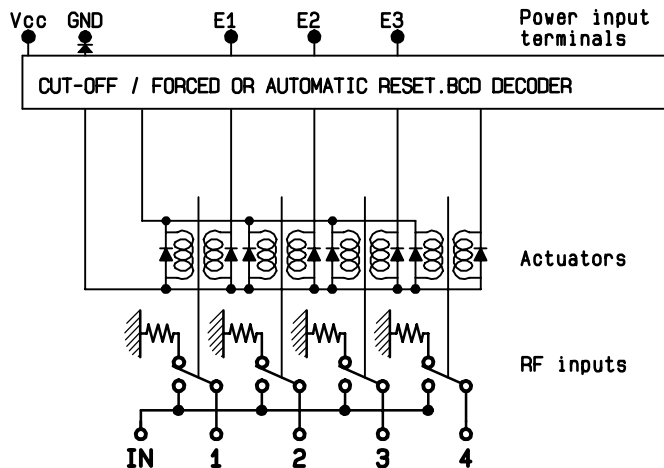 Vcc GND E1 E2 E3 Power input
terminals
CUT-OFF / FORCED OR AUTOMATIC RESET.BCD DECODER
Actuators
RF inputs
IN 1 2 3 4